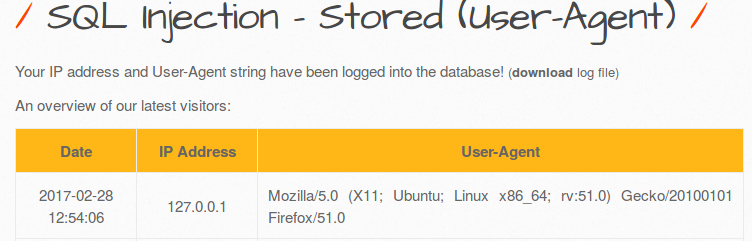 / SQL Injection - Stored (User-Agent) /
Your IP address and User-Agent string have been logged into the database! (download log file)
An overview of our latest visitors:
Date IP Address User-Agent
2017-02-28
12:54:06
127.0.0.1
Mozilla/5.0 (X11; Ubuntu; Linux x86_64; rv:51.0) Gecko/20100101
Firefox/51.0